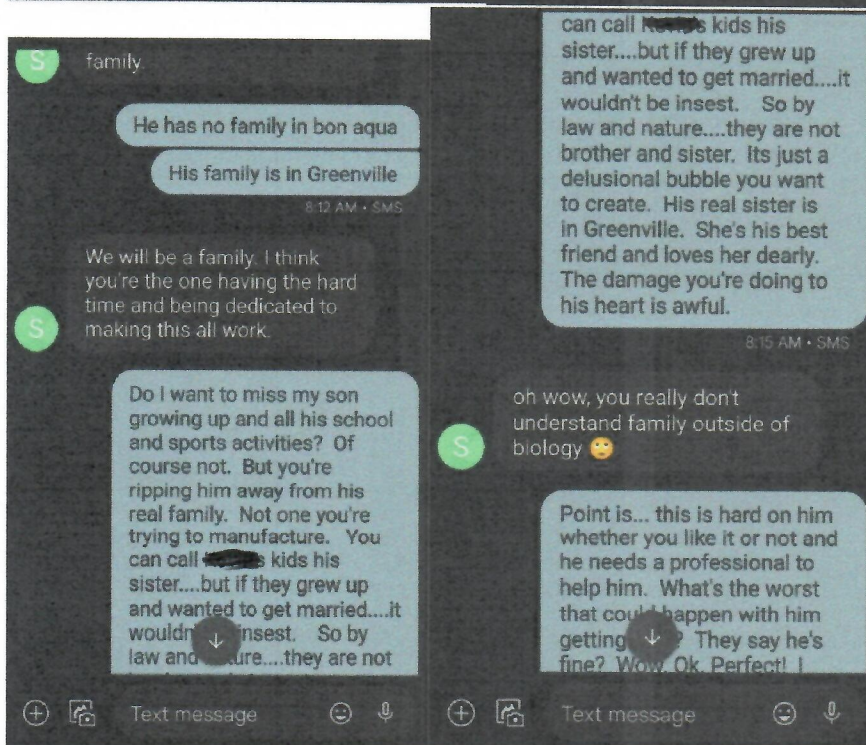 S
family.
He has no family in bon aqua
His family is in Greenville
8:12 AM • SMS
We will be a family. I think
you're the one having the hard
time and being dedicated to
making this all work.
S
Do I want to miss my son
growing up and all his school
and sports activities? Of
course not. But you're
ripping him away from his
real family. Not one you're
trying to manufacture. You
can call kids his
sister....but if they grew up
and wanted to get married....it
insest. So by
law and
they are not
Text message
can call kids his
sister....but if they grew up
and wanted to get married....it
wouldn't be insest. So by
law and nature....they are not
brother and sister. Its just a
delusional bubble you want
to create. His real sister is
in Greenville. She's his best
friend and loves her dearly.
The damage you're doing to
his heart is awful.
8:15 AM • SMS
oh wow, you really don't
understand family outside of
biology 🙄
S
Point is... this is hard on him
whether you like it or not and
he needs a professional to
help him. What's the worst
that could happen with him
getting ? They say he's
fine? Wow. Ok. Perfect! I
Text message